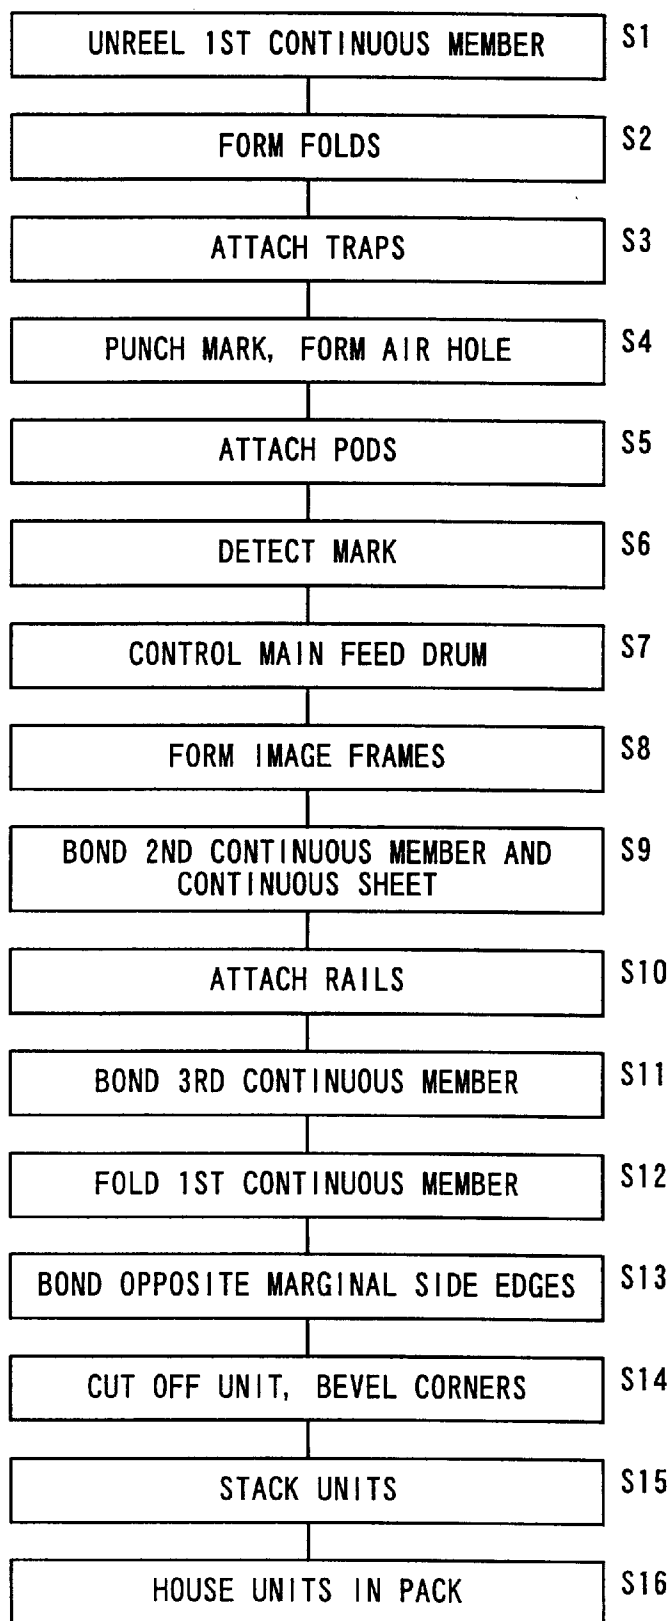 UNREEL 1ST CONTINUOUS MEMBER S1
FORM FOLDS S2
ATTACH TRAPS S3
PUNCH MARK, FORM AIR HOLE S4
ATTACH PODS S5
DETECT MARK S6
CONTROL MAIN FEED DRUM S7
FORM IMAGE FRAMES S8
BOND 2ND CONTINUOUS MEMBER AND S9
CONTINUOUS SHEET
ATTACH RAILS S10
BOND 3RD CONTINUOUS MEMBER S11
FOLD 1ST CONTINUOUS MEMBER S12
BOND OPPOSITE MARGINAL SIDE EDGES S13
CUT OFF UNIT, BEVEL CORNERS S14
STACK UNITS S15
HOUSE UNITS IN PACK S16